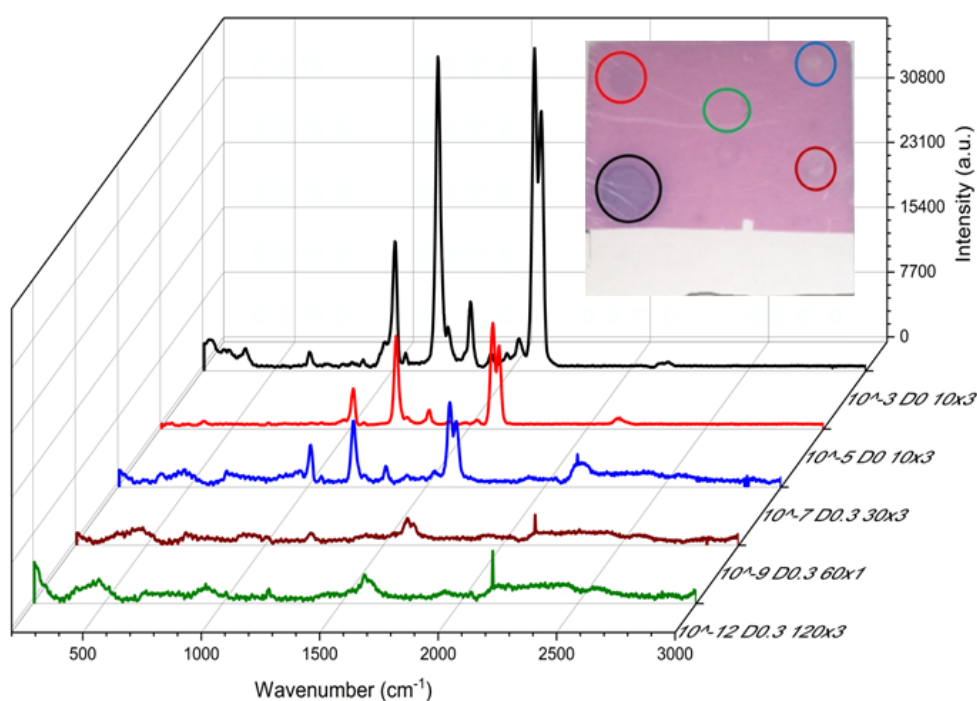 30800
23100
15400
7700
0
Intensity (a.u.)
10^-3 D0 10x3
10^-5 D0 10x3
10^-7 D0.3 30x3
10^-9 D0.3 60x1
10^-12 D0.3 120x3
500
1000
1500
2000
2500
3000
Wavenumber (cm⁻¹)